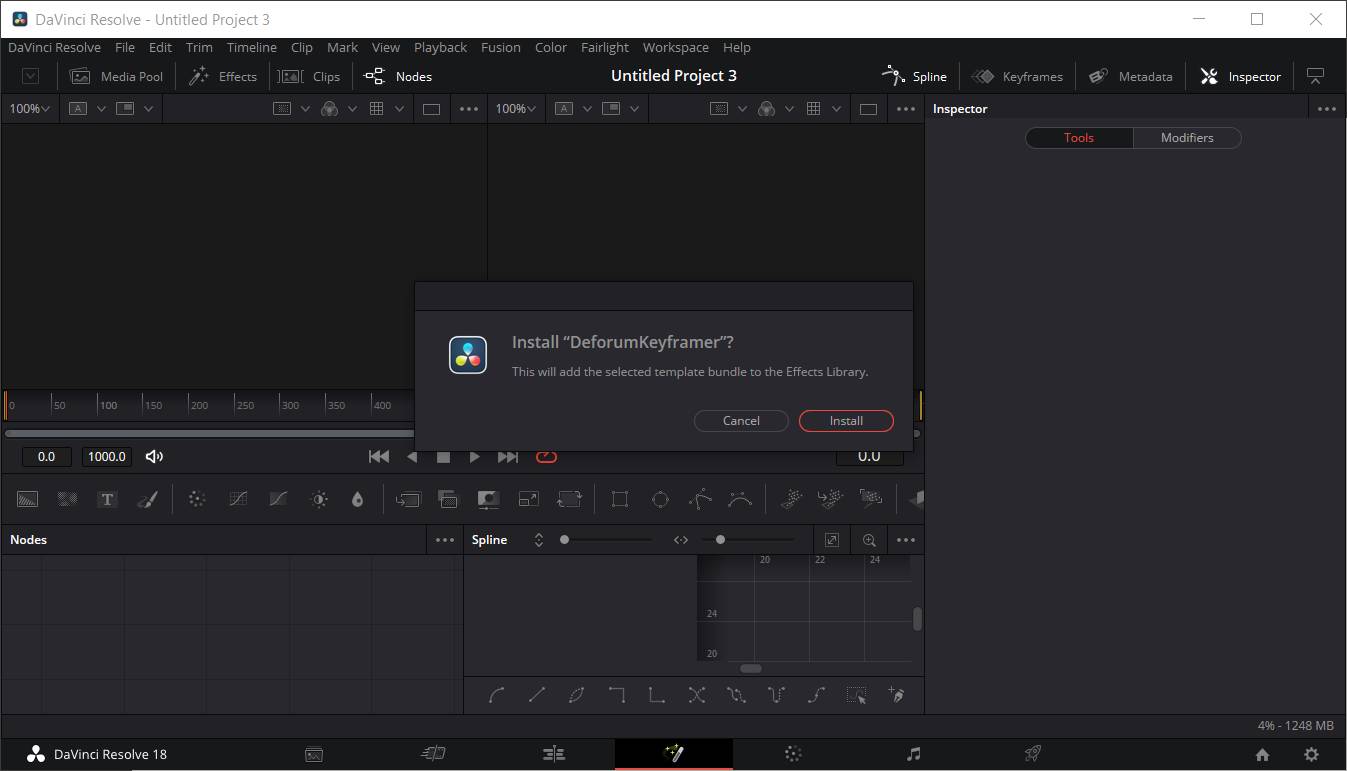 DaVinci Resolve - Untitled Project 3
DaVinci Resolve File Edit Trim Timeline Clip Mark View Playback Fusion Color Fairlight Workspace Help
Media Pool Effects Clips Nodes Untitled Project 3 Spline Keyframes Metadata Inspector
100% A 100% A Inspector
Tools Modifiers
Install “DeforumKeyframer”?
This will add the selected template bundle to the Effects Library.
Cancel Install
0 50 100 150 200 250 300 350 400
0.0 1000.0 0.0
T
Nodes Spline
20 22 24
24
20
4% - 1248 MB
DaVinci Resolve 18